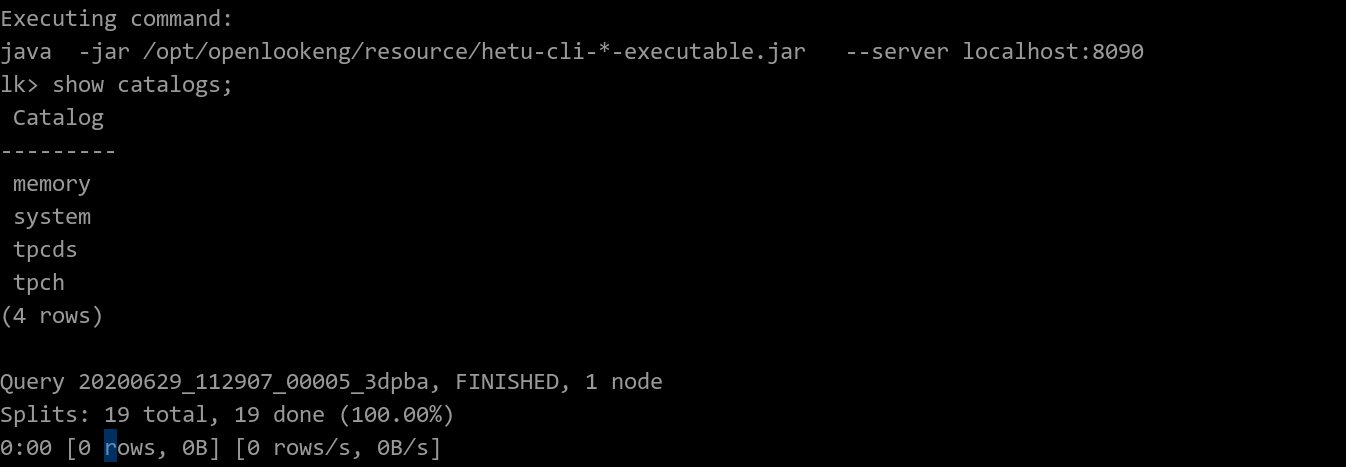 Executing command:
java  -jar /opt/openlookeng/resource/hetu-cli-*-executable.jar   --server localhost:8090
lk> show catalogs;
 Catalog
---------
 memory
 system
 tpcds
 tpch
(4 rows)

Query 20200629_112907_00005_3dpba, FINISHED, 1 node
Splits: 19 total, 19 done (100.00%)
0:00 [0 rows, 0B] [0 rows/s, 0B/s]